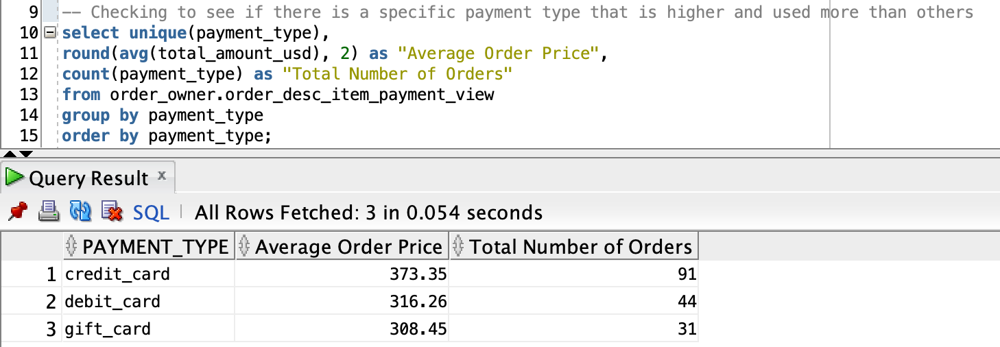 9 -- Checking to see if there is a specific payment type that is higher and used more than others
10 select unique(payment_type),
11 round(avg(total_amount_usd), 2) as "Average Order Price",
12 count(payment_type) as "Total Number of Orders"
13 from order_owner.order_desc_item_payment_view
14 group by payment_type
15 order by payment_type;
Query Result x
SQL | All Rows Fetched: 3 in 0.054 seconds
PAYMENT_TYPE Average Order Price Total Number of Orders
1 credit_card 373.35 91
2 debit_card 316.26 44
3 gift_card 308.45 31